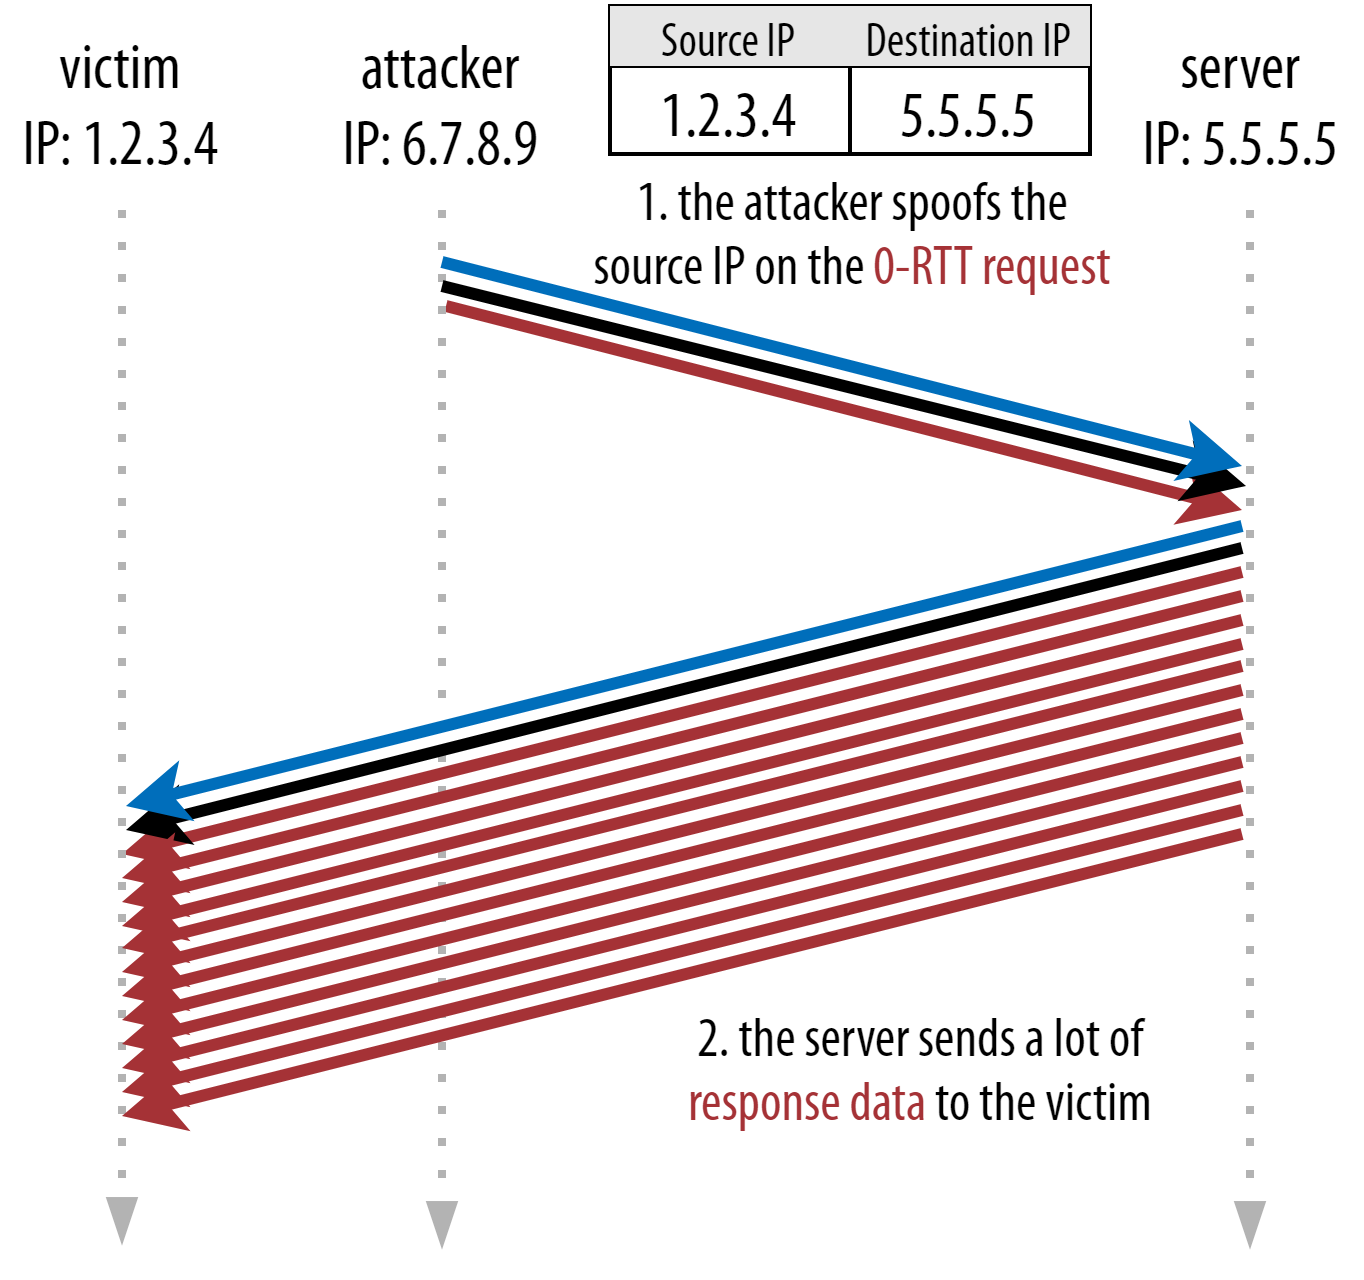 victim
IP: 1.2.3.4
attacker
IP: 6.7.8.9
Source IP Destination IP
1.2.3.4 5.5.5.5
server
IP: 5.5.5.5
1. the attacker spoofs the
source IP on the 0-RTT request
2. the server sends a lot of
response data to the victim